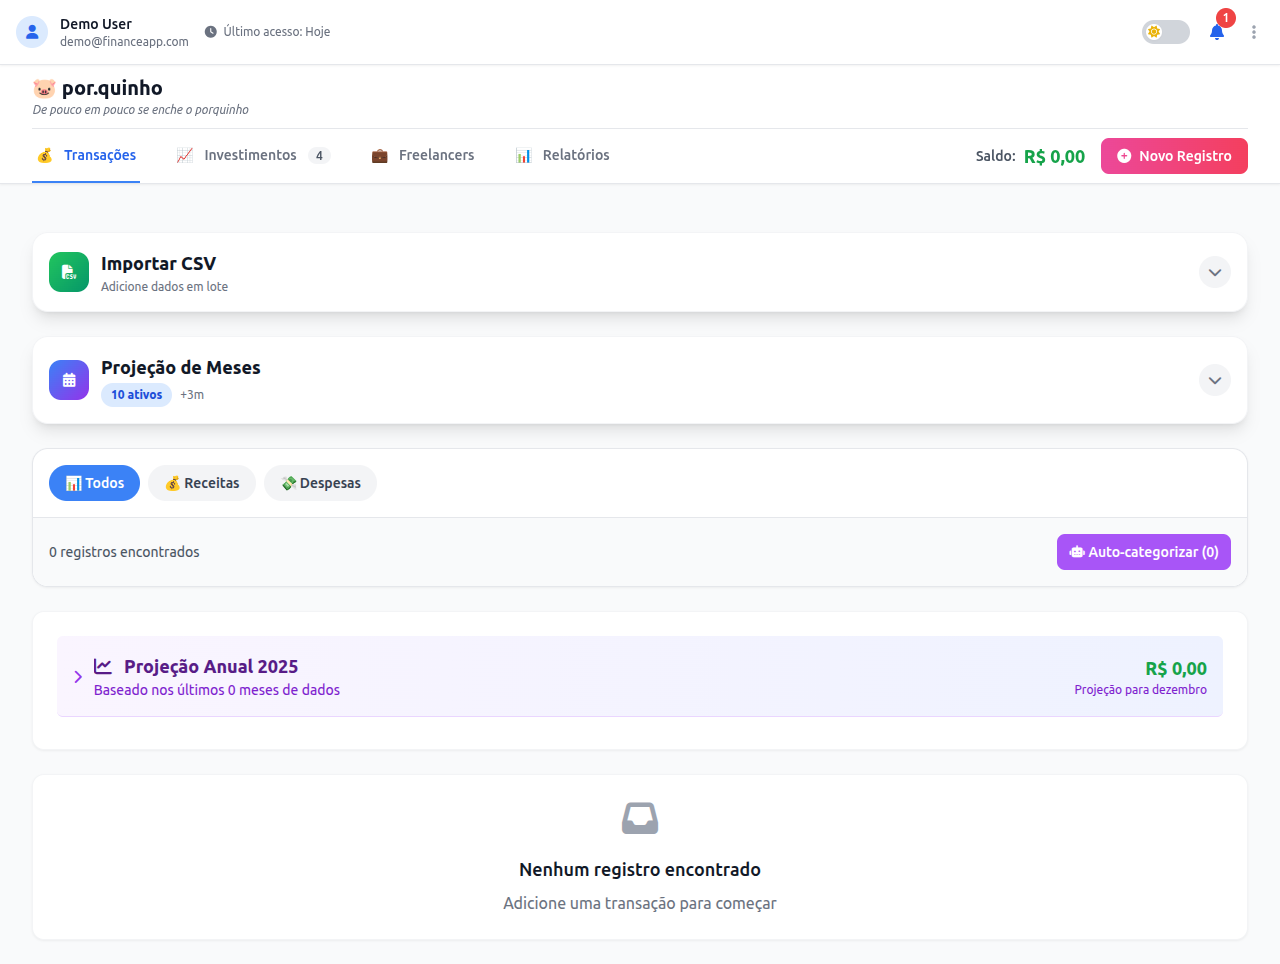 Demo User
demo@financeapp.com
Último acesso: Hoje
1
por.quinho
De pouco em pouco se enche o porquinho
Transações
Investimentos 4
Freelancers
Relatórios
Saldo: R$ 0,00
Novo Registro
Importar CSV
Adicione dados em lote
CSV
Projeção de Meses
10 ativos +3m
Todos
Receitas
Despesas
0 registros encontrados
Auto-categorizar (0)
Projeção Anual 2025
Baseado nos últimos 0 meses de dados
R$ 0,00
Projeção para dezembro
Nenhum registro encontrado
Adicione uma transação para começar